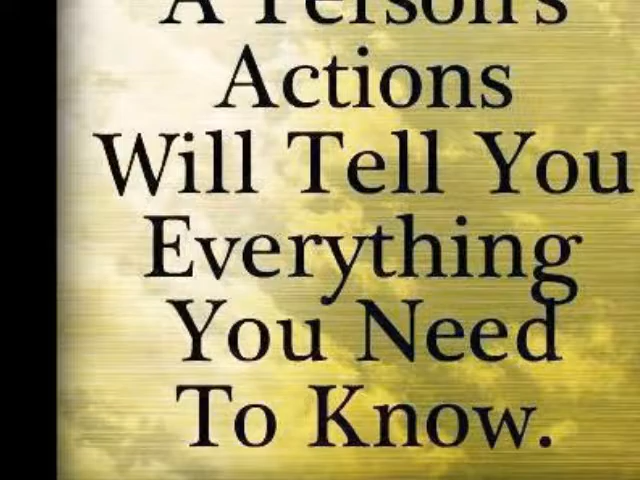 A Person's
Actions
Will Tell You
Everything
You Need
To Know.